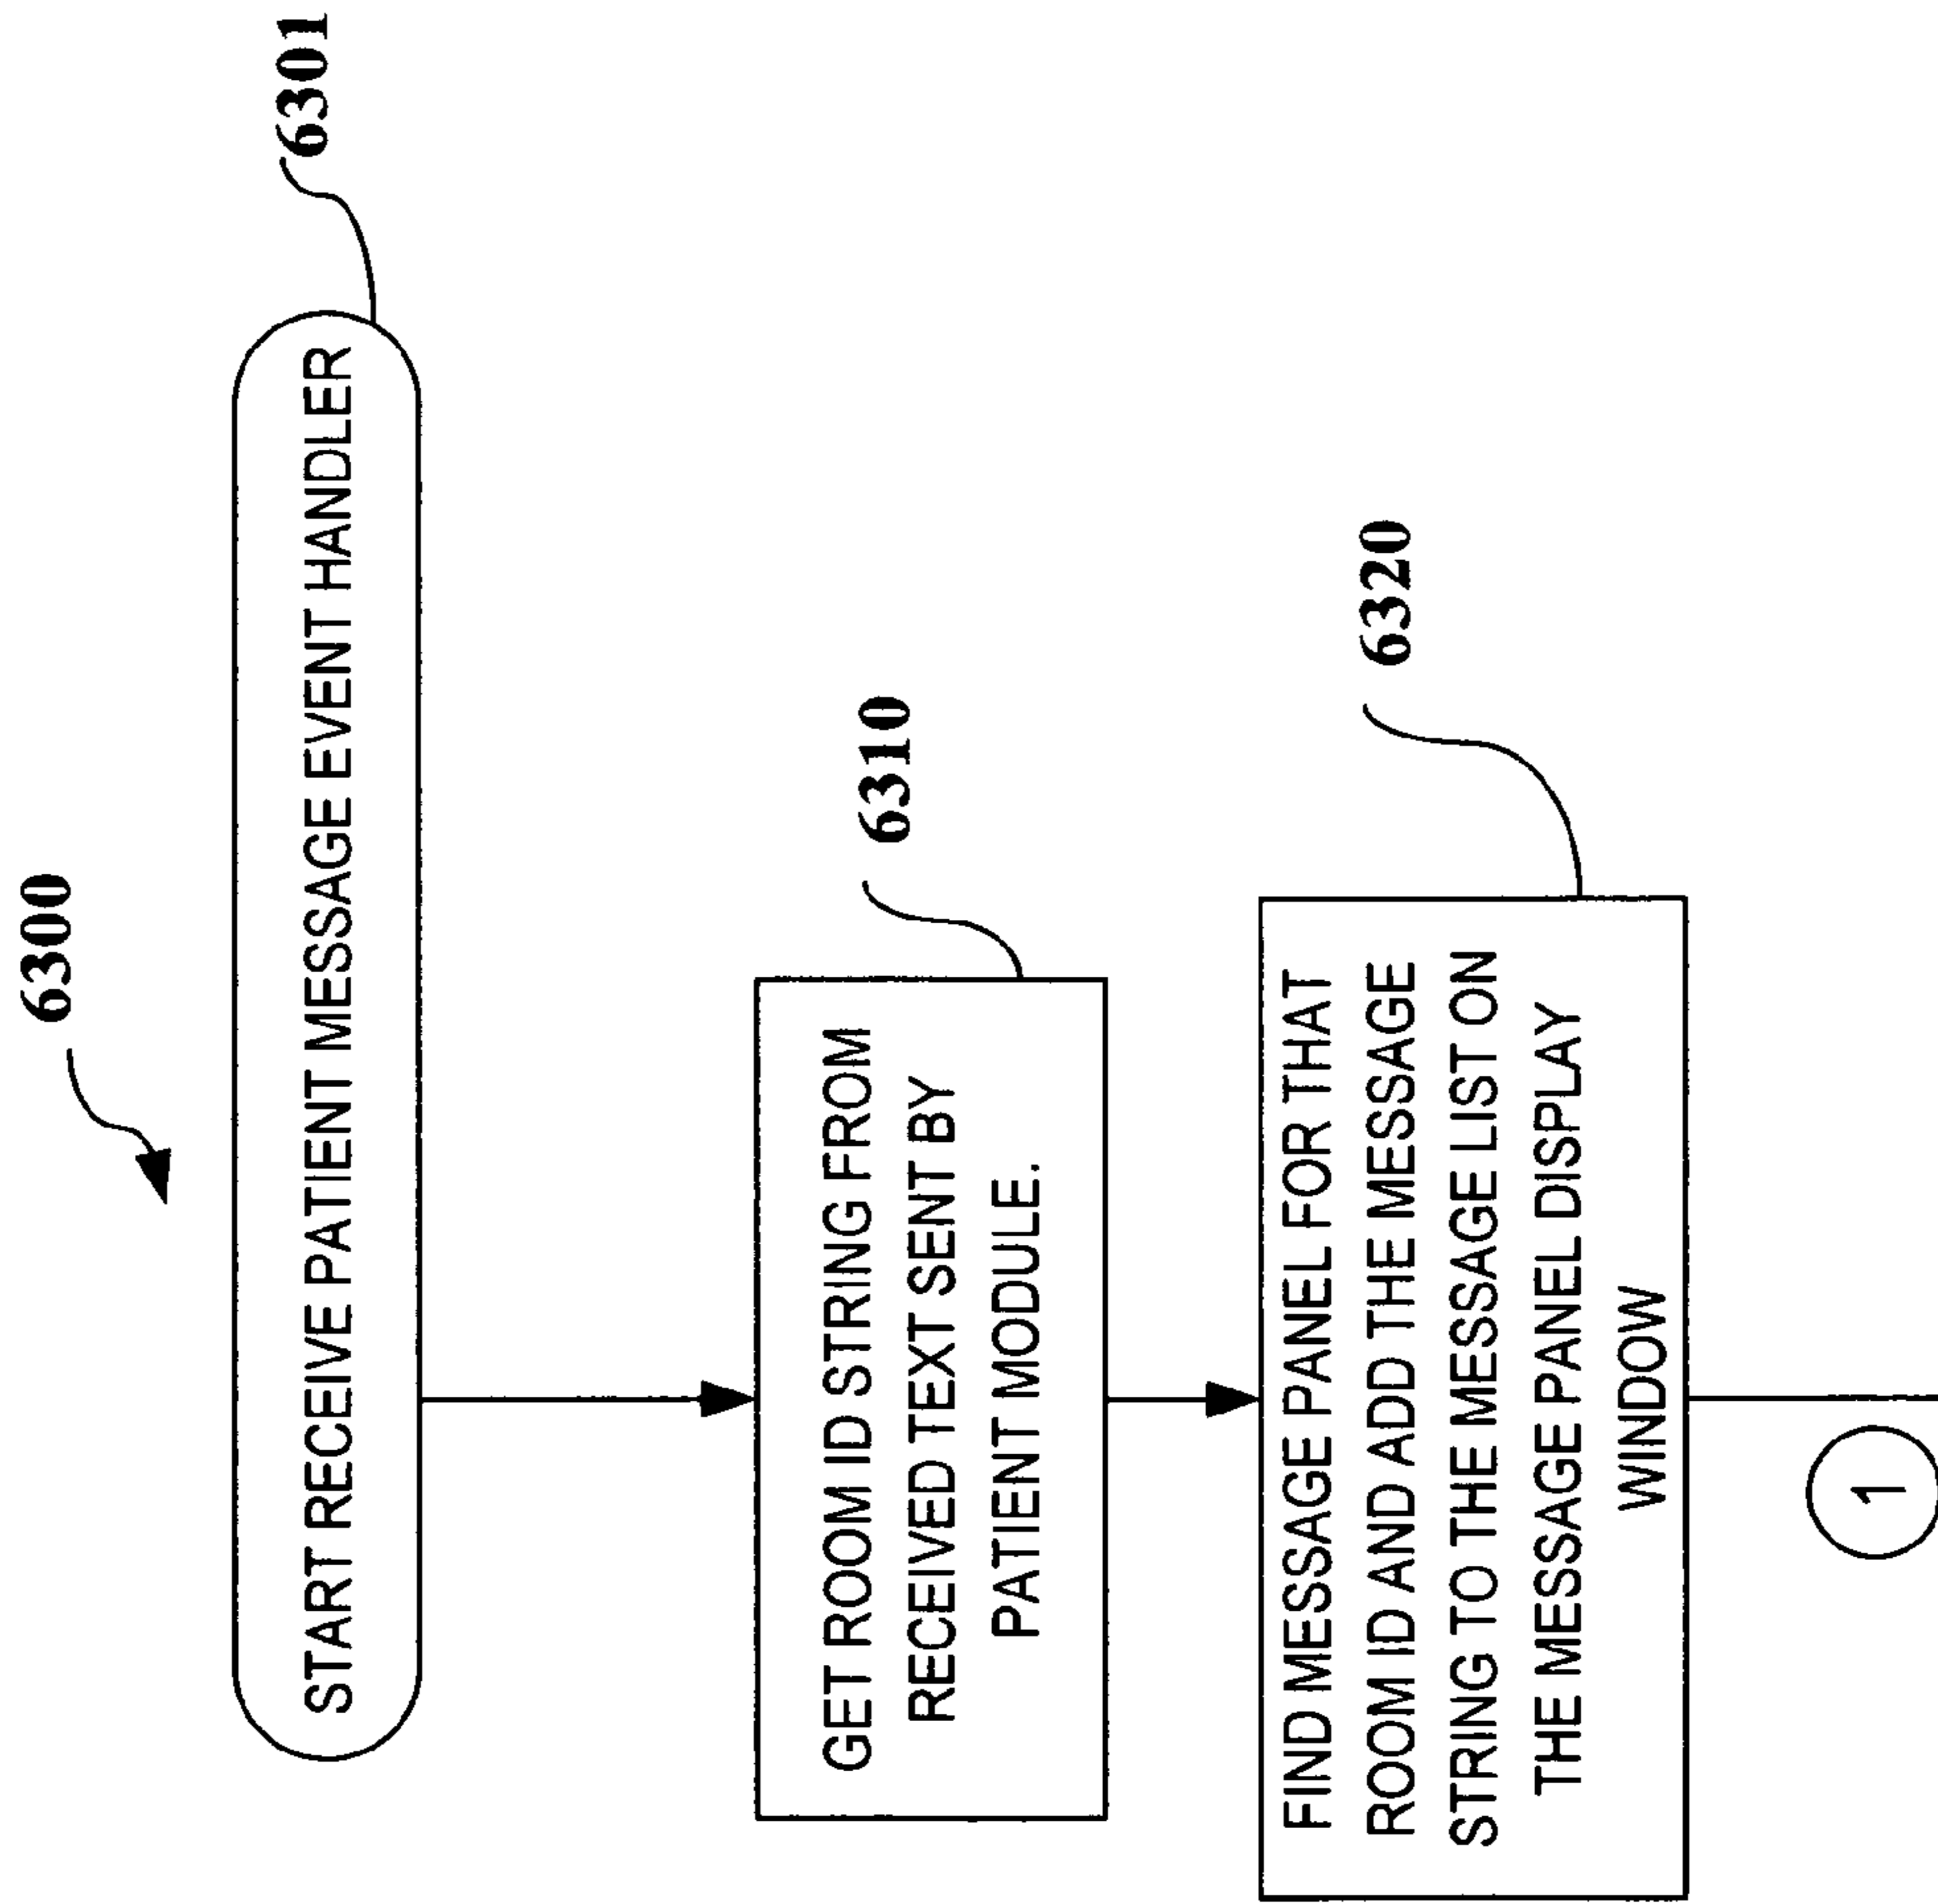 6300
START RECEIVE PATIENT MESSAGE EVENT HANDLER
6301
GET ROOM ID STRING FROM
RECEIVED TEXT SENT BY
PATIENT MODULE.
6310
FIND MESSAGE PANEL FOR THAT
ROOM ID AND ADD THE MESSAGE
STRING TO THE MESSAGE LIST ON
THE MESSAGE PANEL DISPLAY
WINDOW
6320
1